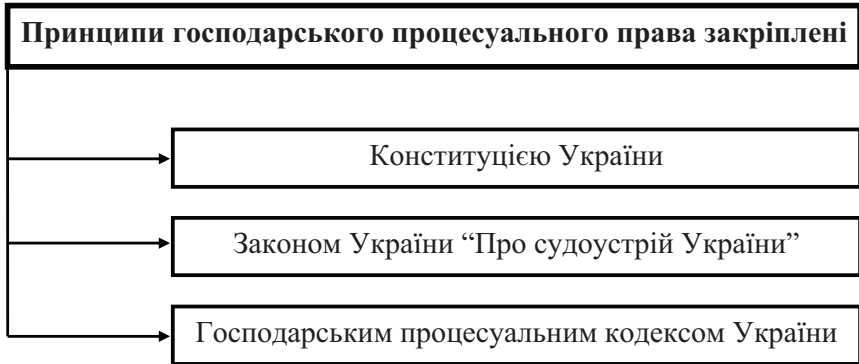 Принципи господарського процесуального права закріплені
Конституцією України
Законом України “Про судоустрій України”
Господарським процесуальним кодексом України